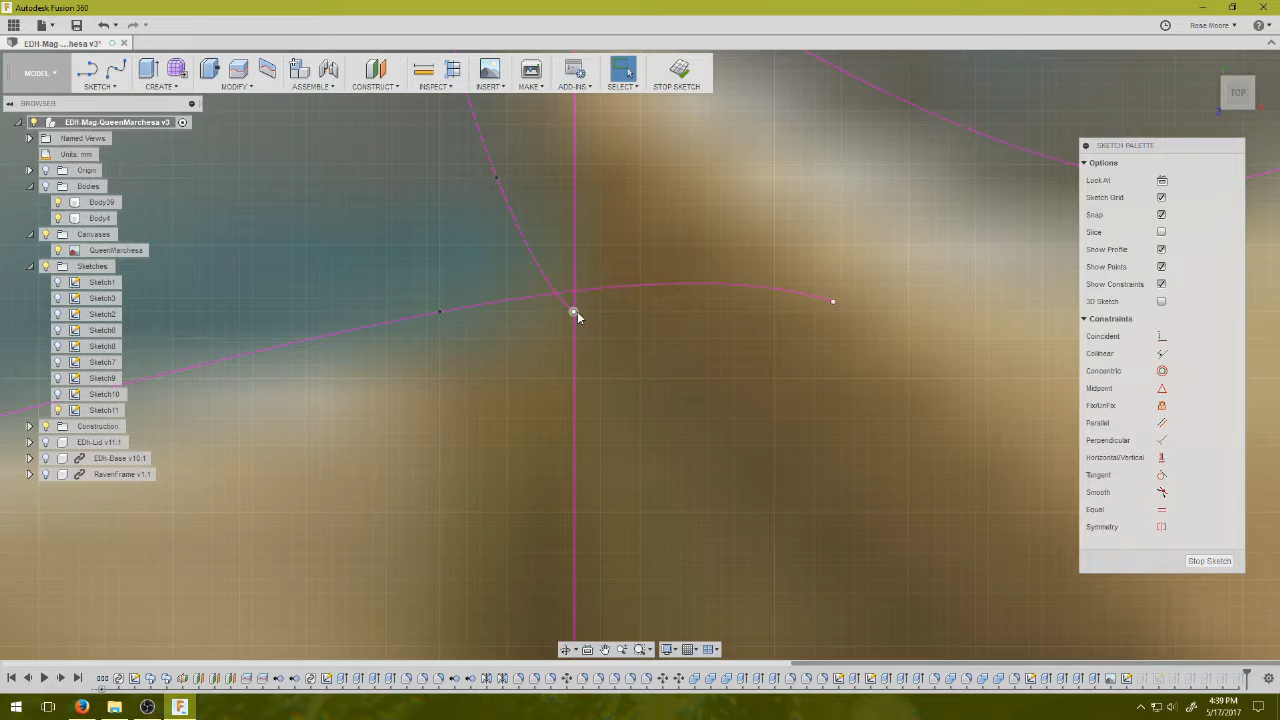 Autodesk Fusion 360
Rose Moore
EDH-Mag-...hesa v3*
MODEL
SKETCH
CREATE
MODIFY
ASSEMBLE
CONSTRUCT
INSPECT
INSERT
MAKE
ADD-INS
SELECT
STOP SKETCH
BROWSER
EDH-Mag-QueenMarchesa v3
Named Views
Units: mm
Origin
Bodies
Body39
Body4
Canvases
QueenMarchesa
Sketches
Sketch1
Sketch3
Sketch2
Sketch6
Sketch8
Sketch7
Sketch9
Sketch10
Sketch11
Construction
EDh-Lid v11:1
EDh-Base v10:1
RavenFrame v1:1
TOP
SKETCH PALETTE
Options
Look At
Sketch Grid
Snap
Slice
Show Profile
Show Points
Show Constraints
3D Sketch
Constraints
Coincident
Collinear
Concentric
Midpoint
Fix/UnFix
Parallel
Perpendicular
Horizontal/Vertical
Tangent
Smooth
Equal
Symmetry
Stop Sketch
4:39 PM
5/17/2017